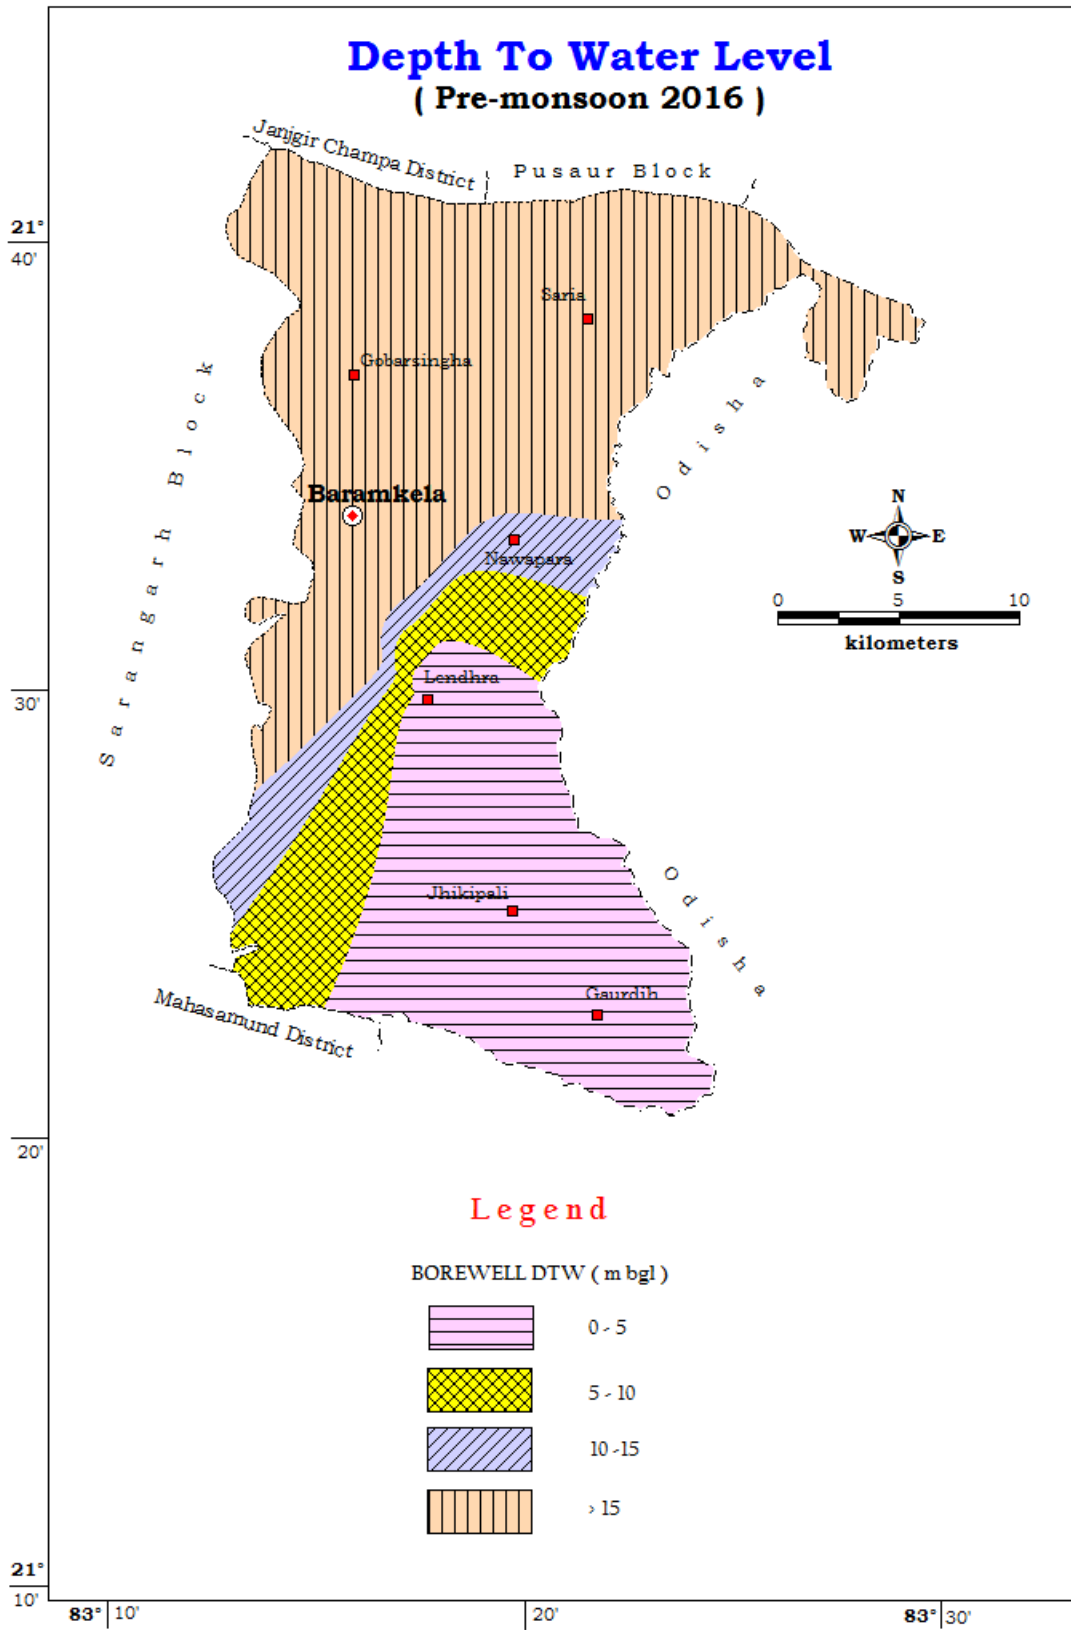 Depth To Water Level
( Pre-monsoon 2016 )
Janjgir Champa District
Pusaur Block
21°
40'
Saria
Gobarsingha
Sarangarh Block
Odisha
Baramkela
N
W E
S
Nawapara
0 5 10
kilometers
30'
Lendhra
Jhikipali
Odisha
Gaurdih
Mahasamund District
20'
Legend
BOREWELL DTW ( m bgl )
0 - 5
5 - 10
10 -15
> 15
21°
10'
83° 10' 20' 83° 30'